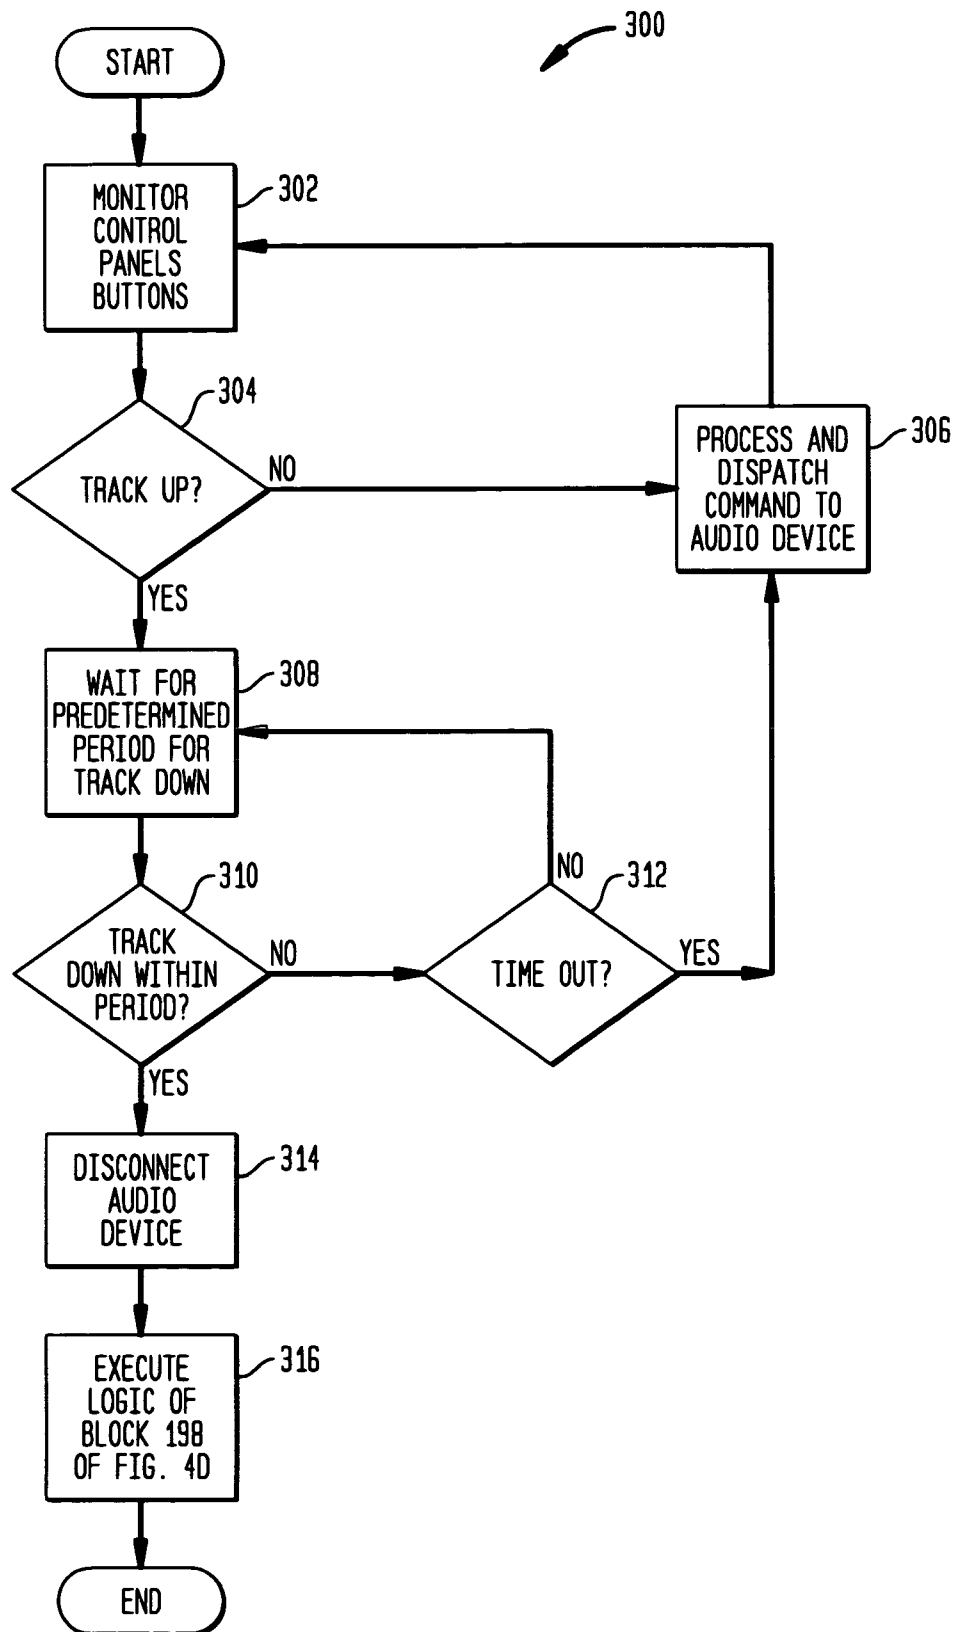 300
START
MONITOR
CONTROL
PANELS
BUTTONS
302
304
TRACK UP?
NO
PROCESS AND
DISPATCH
COMMAND TO
AUDIO DEVICE
306
YES
WAIT FOR
PREDETERMINED
PERIOD FOR
TRACK DOWN
308
310
TRACK
DOWN WITHIN
PERIOD?
NO
NO
312
TIME OUT?
YES
YES
DISCONNECT
AUDIO
DEVICE
314
EXECUTE
LOGIC OF
BLOCK 198
OF FIG. 4D
316
END